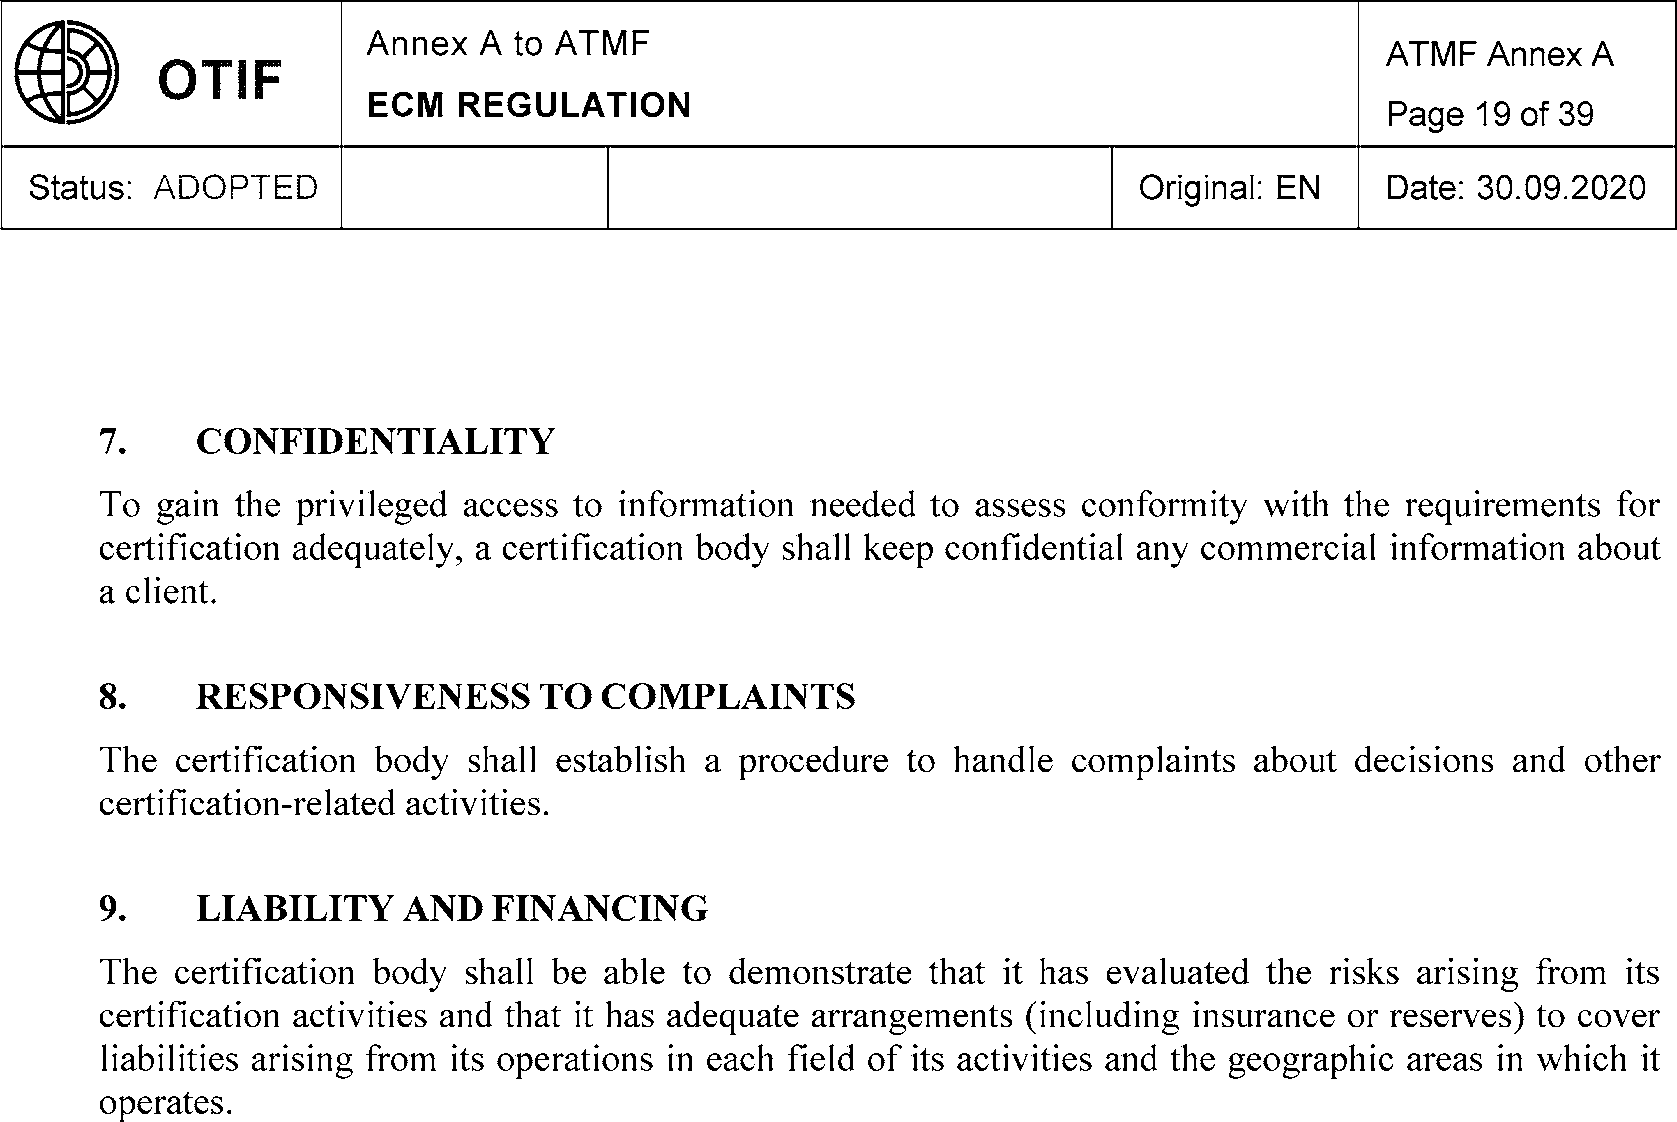 OTIF
Annex A to ATMF
ECM REGULATION
ATMF Annex A
Page 19 of 39
Status: ADOPTED
Original: EN
Date: 30.09.2020
7. CONFIDENTIALITY
To gain the privileged access to information needed to assess conformity with the requirements for
certification adequately, a certification body shall keep confidential any commercial information about
a client.
8. RESPONSIVENESS TO COMPLAINTS
The certification body shall establish a procedure to handle complaints about decisions and other
certification-related activities.
9. LIABILITY AND FINANCING
The certification body shall be able to demonstrate that it has evaluated the risks arising from its
certification activities and that it has adequate arrangements (including insurance or reserves) to cover
liabilities arising from its operations in each field of its activities and the geographic areas in which it
operates.